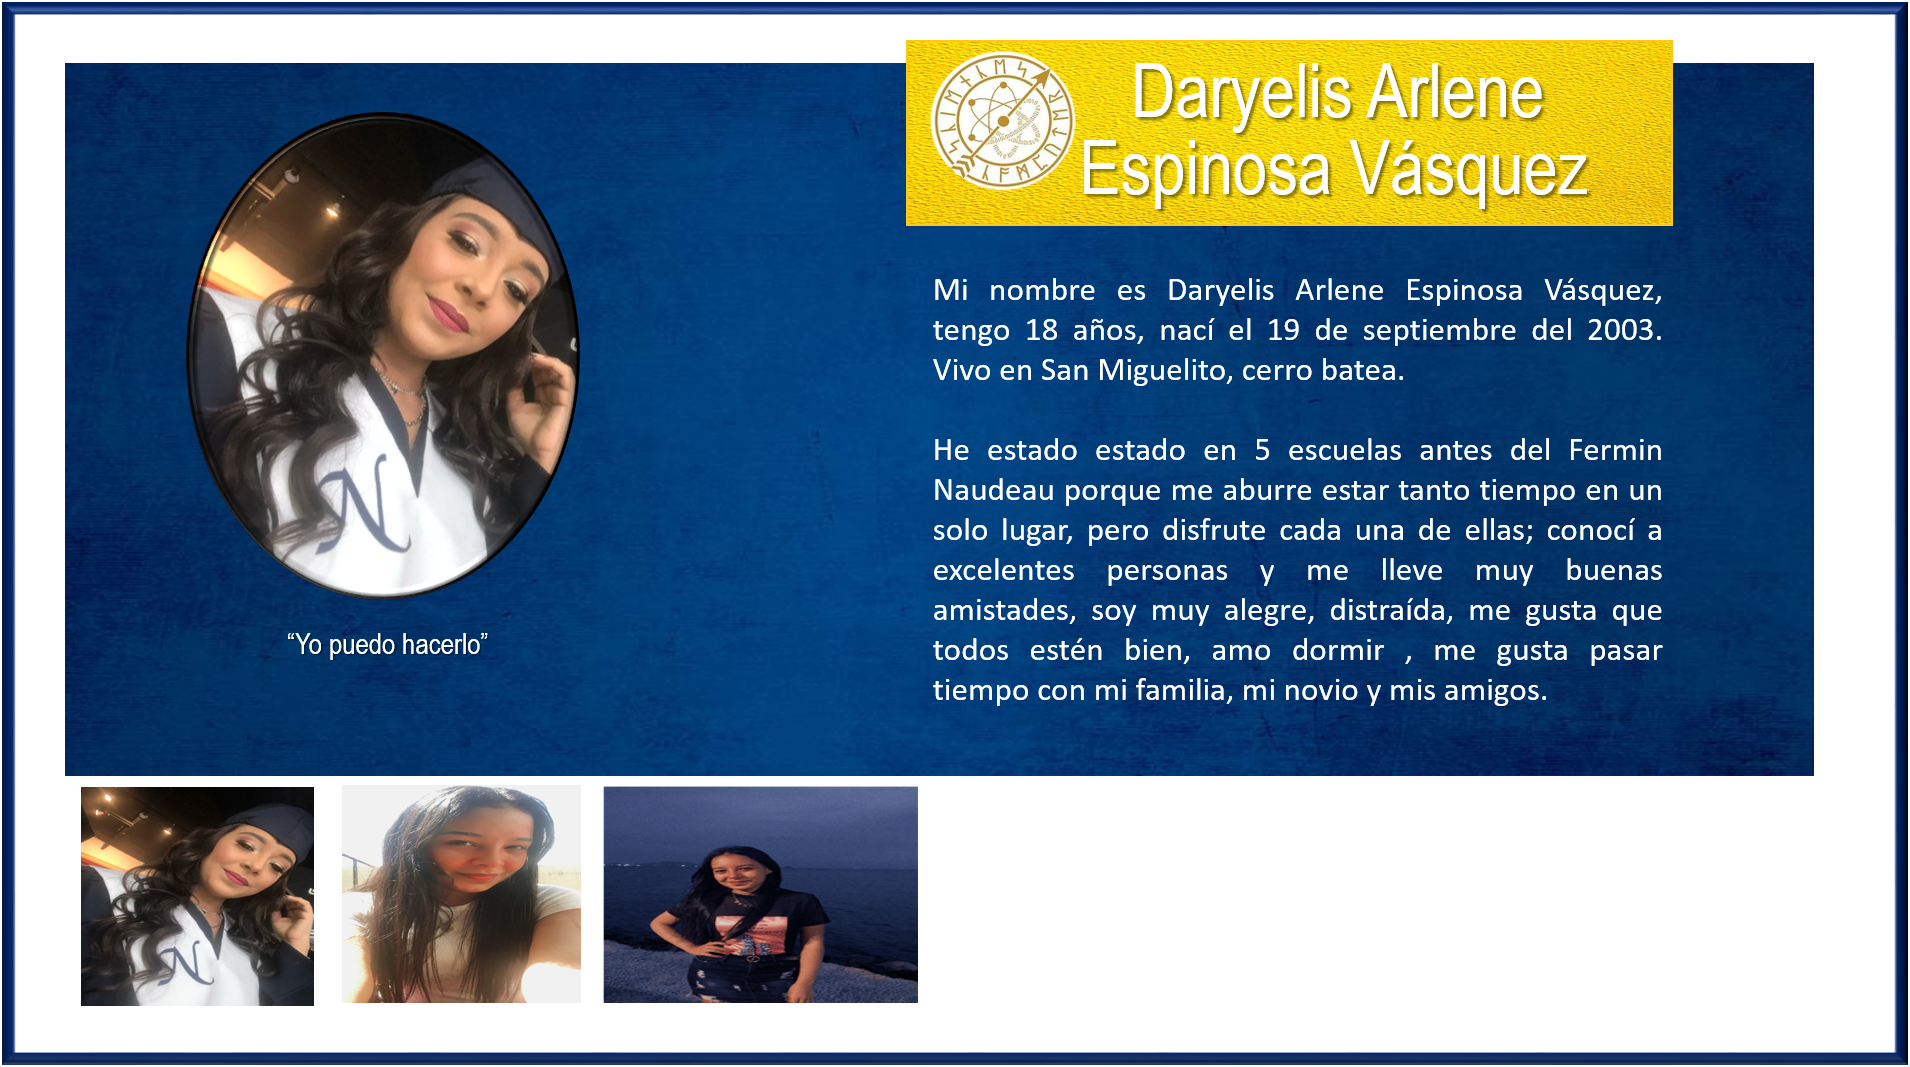 Daryelis Arlene
Espinosa Vásquez
Mi nombre es Daryelis Arlene Espinosa Vásquez,
tengo 18 años, nací el 19 de septiembre del 2003.
Vivo en San Miguelito, cerro batea.
He estado estado en 5 escuelas antes del Fermin
Naudeau porque me aburre estar tanto tiempo en un
solo lugar, pero disfrute cada una de ellas; conocí a
excelentes personas y me lleve muy buenas
amistades, soy muy alegre, distraída, me gusta que
todos estén bien, amo dormir , me gusta pasar
tiempo con mi familia, mi novio y mis amigos.
N
“Yo puedo hacerlo”
N